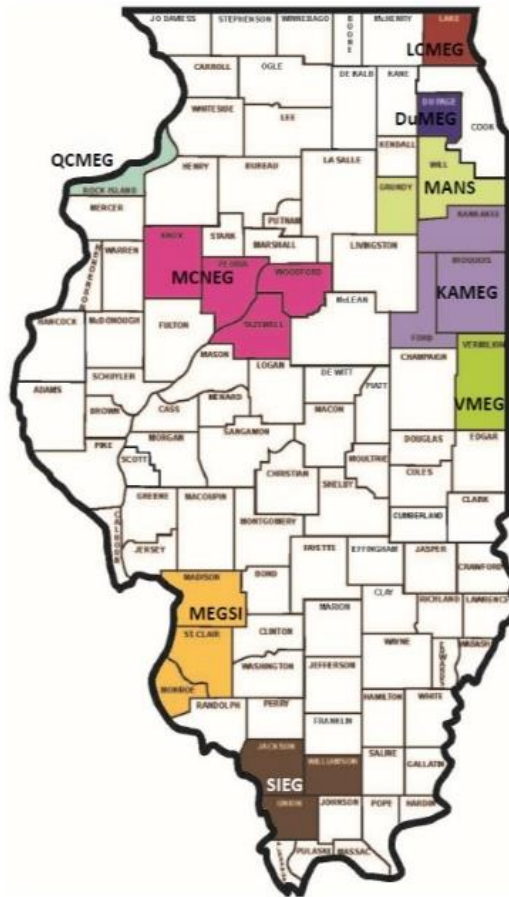 JO DAVIESS
STEPHENSON
WINNEBAGO
BOONE
McHENRY
LAKE
LCMEG
CARROLL
OGLE
DE KALB
KANE
DU PAGE
DuMEG
COOK
WHITESIDE
LEE
KENDALL
WILL
MANS
GRUNDY
QCMEG
ROCK ISLAND
HENRY
BUREAU
LA SALLE
MERCER
PUTNAM
KANKAKEE
KNOX
STARK
MARSHALL
LIVINGSTON
IROQUOIS
WARREN
PEORIA
WOODFORD
MCNEG
KAMEG
HANCOCK
McDONOUGH
FULTON
TAZEWELL
McLEAN
FORD
VERMILION
VMEG
MASON
CHAMPAIGN
SCHUYLER
LOGAN
DE WITT
PIATT
ADAMS
BROWN
CASS
MENARD
MACON
PIKE
MORGAN
SANGAMON
DOUGLAS
EDGAR
SCOTT
CHRISTIAN
MOULTRIE
COLES
SHELBY
GREENE
MACOUPIN
CLARK
CALHOUN
MONTGOMERY
CUMBERLAND
JERSEY
FAYETTE
EFFINGHAM
JASPER
CRAWFORD
MADISON
BOND
MEGSI
CLAY
RICHLAND
LAWRENCE
MARION
ST CLAIR
CLINTON
WAYNE
EDWARDS
WABASH
WASHINGTON
JEFFERSON
MONROE
RANDOLPH
PERRY
HAMILTON
WHITE
FRANKLIN
JACKSON
WILLIAMSON
SALINE
GALLATIN
SIEG
UNION
JOHNSON
POPE
HARDIN
PULASKI
MASSAC